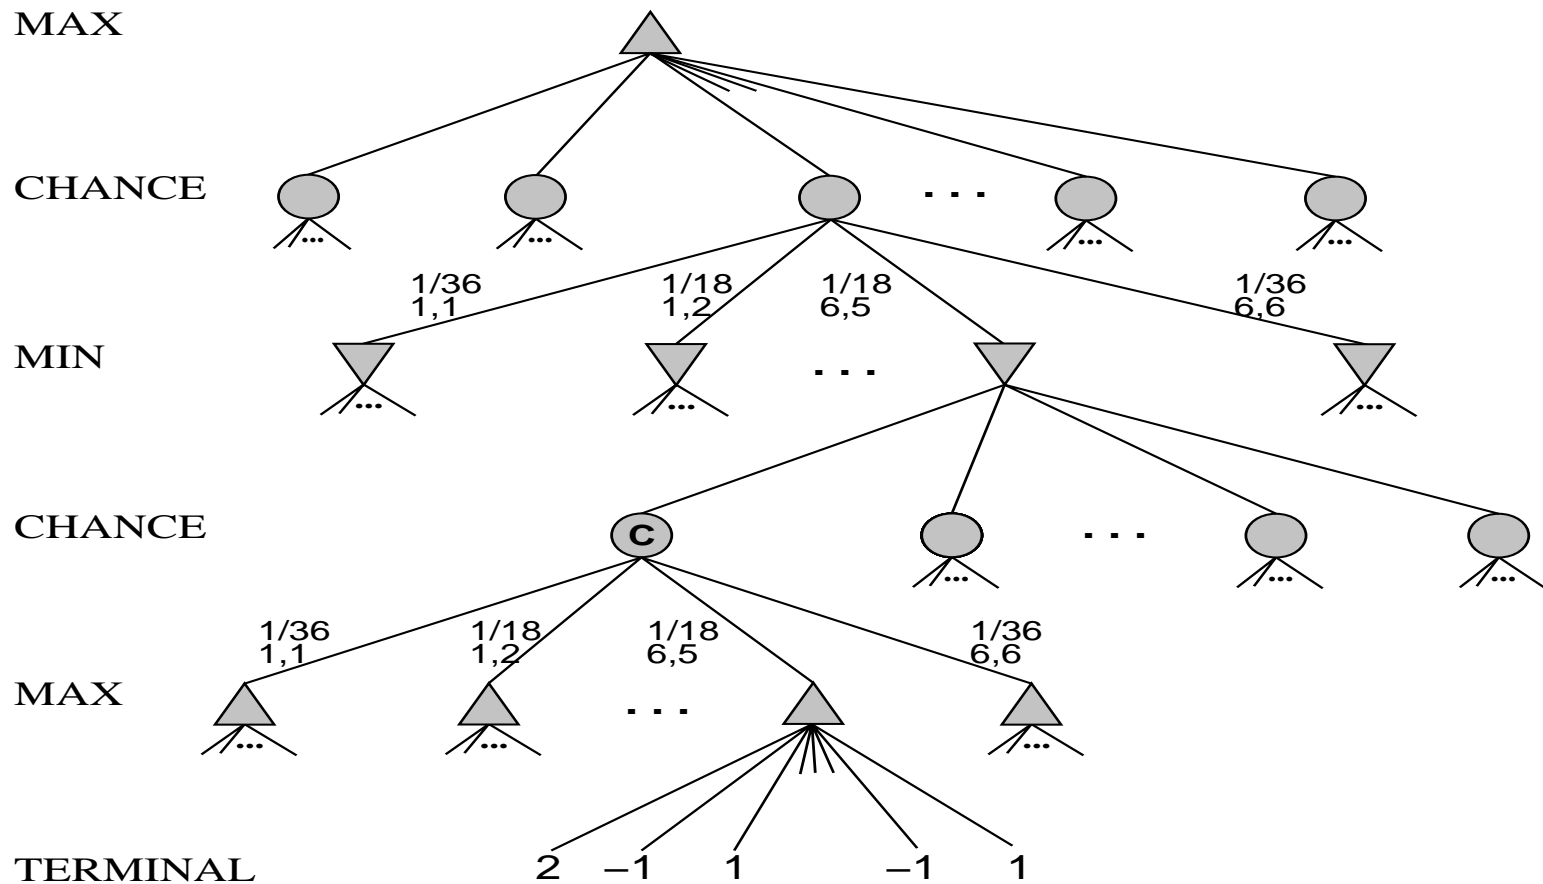 MAX
CHANCE
. . .
... ... ... ... ...
1/36 1/18 1/18 1/36
1,1 1,2 6,5 6,6
MIN
. . .
... ... ...
CHANCE
C
. . .
... ... ...
1/36 1/18 1/18 1/36
1,1 1,2 6,5 6,6
MAX
. . .
... ... ...
TERMINAL 2 –1 1 –1 1